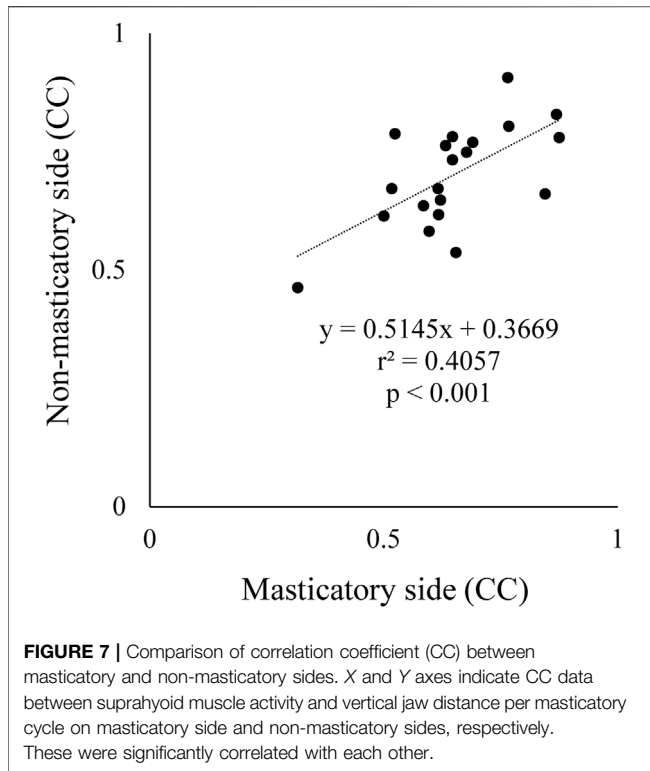 1
Non-masticatory side (CC)
0.5
y = 0.5145x + 0.3669
r² = 0.4057
p < 0.001
0
0
0.5
1
Masticatory side (CC)
FIGURE 7 | Comparison of correlation coefficient (CC) between
masticatory and non-masticatory sides. X and Y axes indicate CC data
between suprahyoid muscle activity and vertical jaw distance per masticatory
cycle on masticatory side and non-masticatory sides, respectively.
These were significantly correlated with each other.